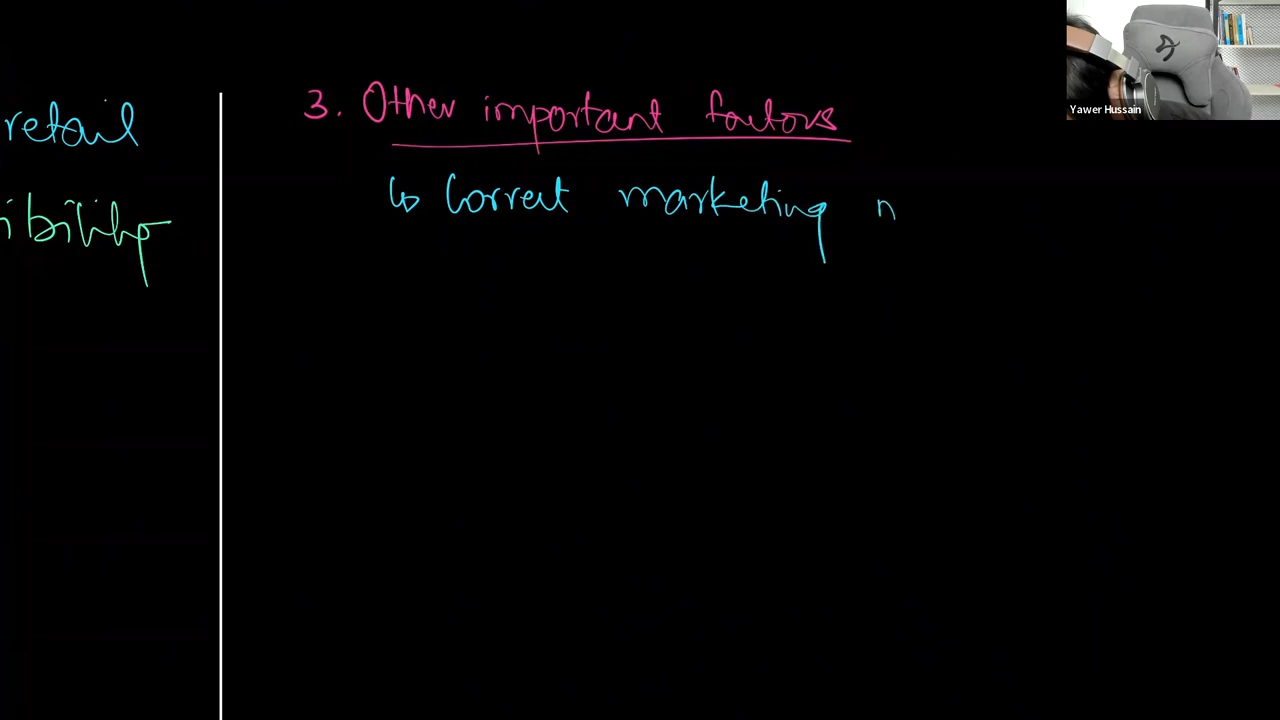 retail
ibility
3. Other important factors
↳ Correct marketing m
Yawer Hussain